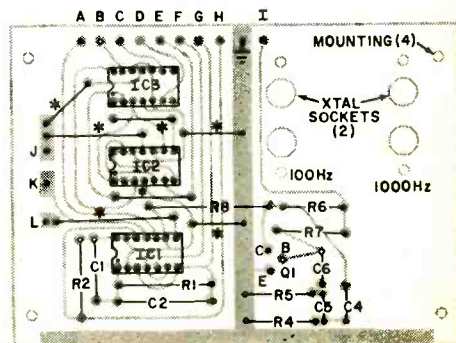 A B C D E F G H I
MOUNTING (4)
IC3
*
* * *
XTAL
SOCKETS
(2)
J
IC2
100Hz
1000Hz
K
R8 R6
*
L
* R7
IC1
C B
Q1
C6
E
R2 C1 R1
C2 R5 C5 C4
R4